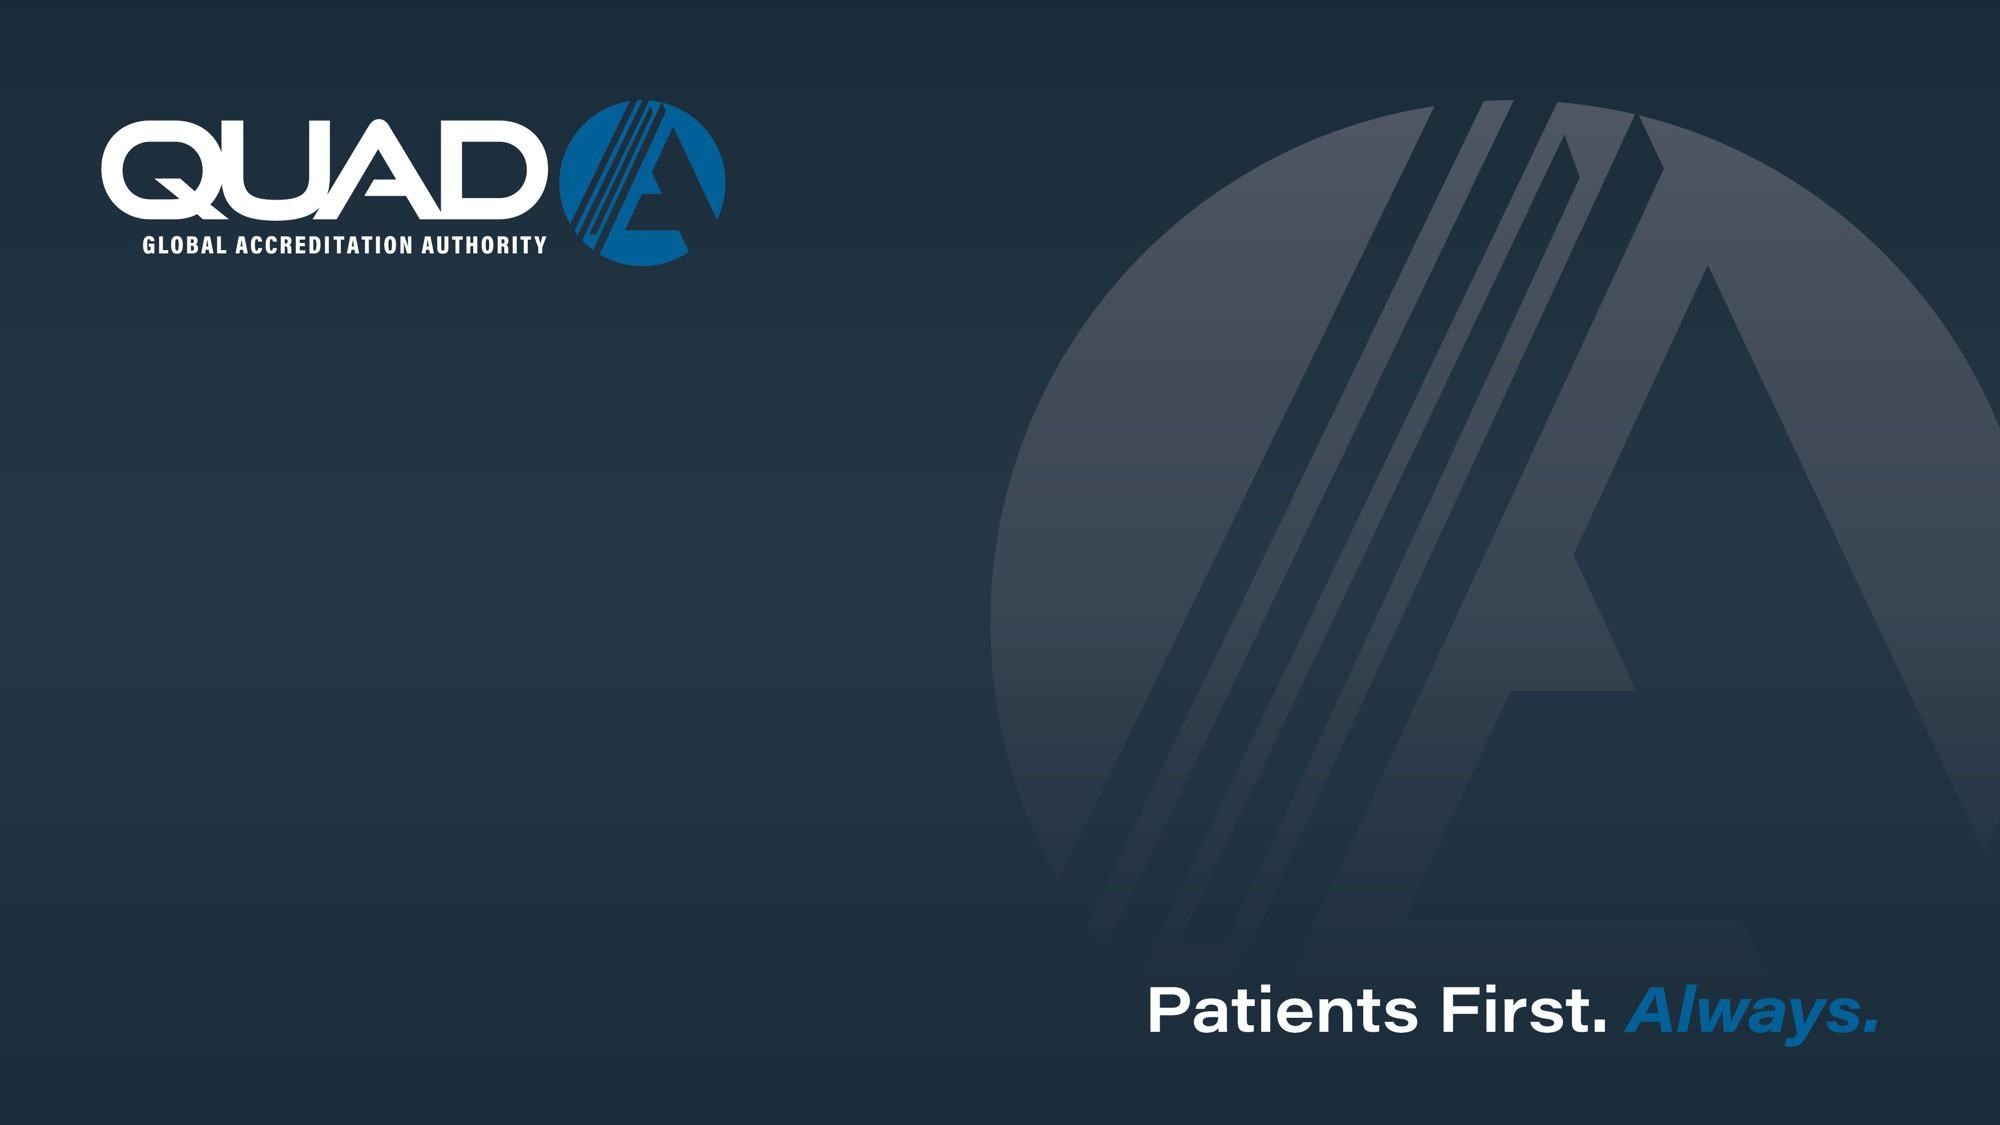 QUAD A
GLOBAL ACCREDITATION AUTHORITY
Patients First. Always.